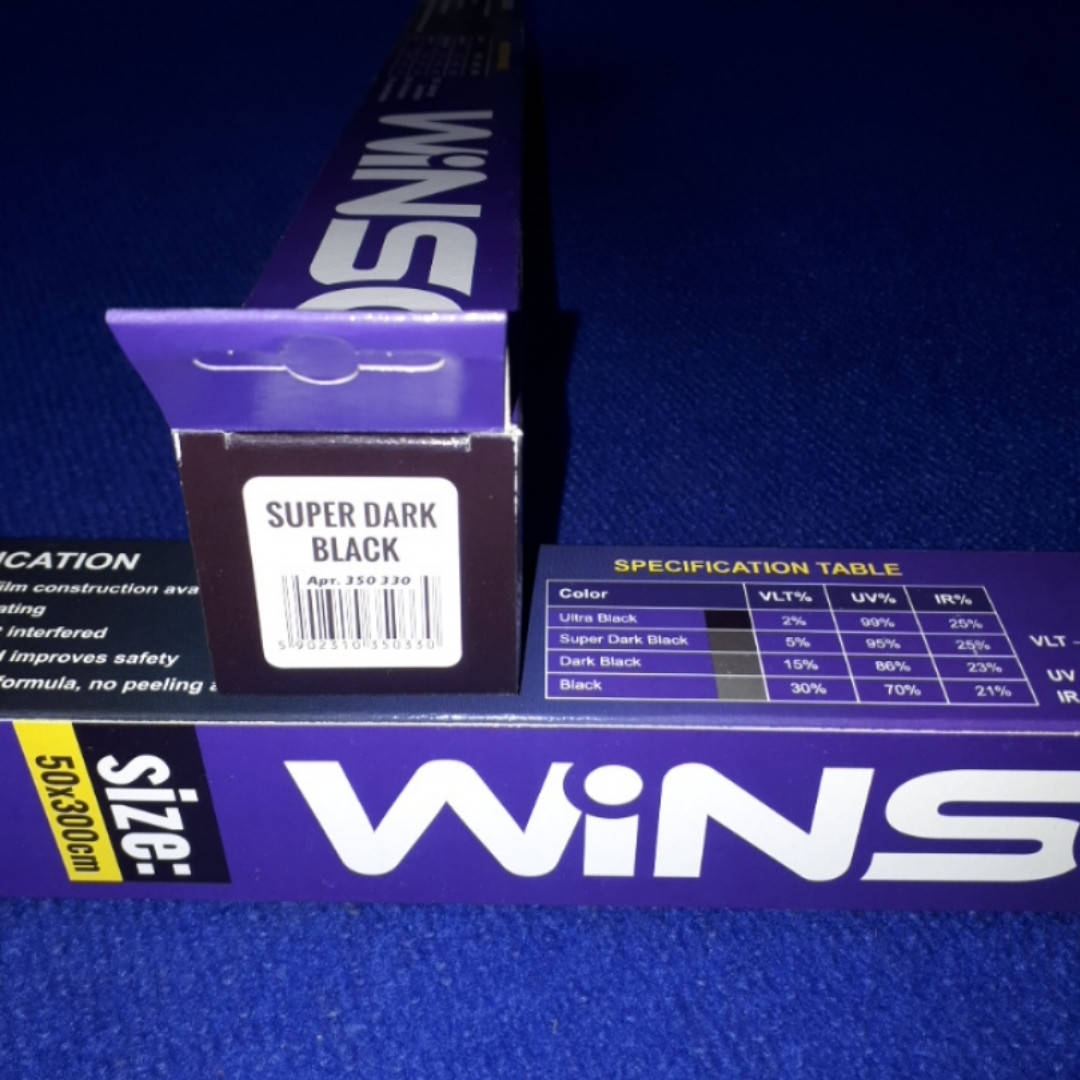 WiNSO
SUPER DARK
BLACK
Арт. 350 330
5 902310 350330
ICATION
ilm construction ava
ating
t interfered
d improves safety
formula, no peeling a
SPECIFICATION TABLE
Color VLT% UV% IR%
Ultra Black 2% 99% 25%
Super Dark Black 5% 95% 25%
Dark Black 15% 86% 23%
Black 30% 70% 21%
VLT -
UV
IR
size:
50x300cm
WiNS